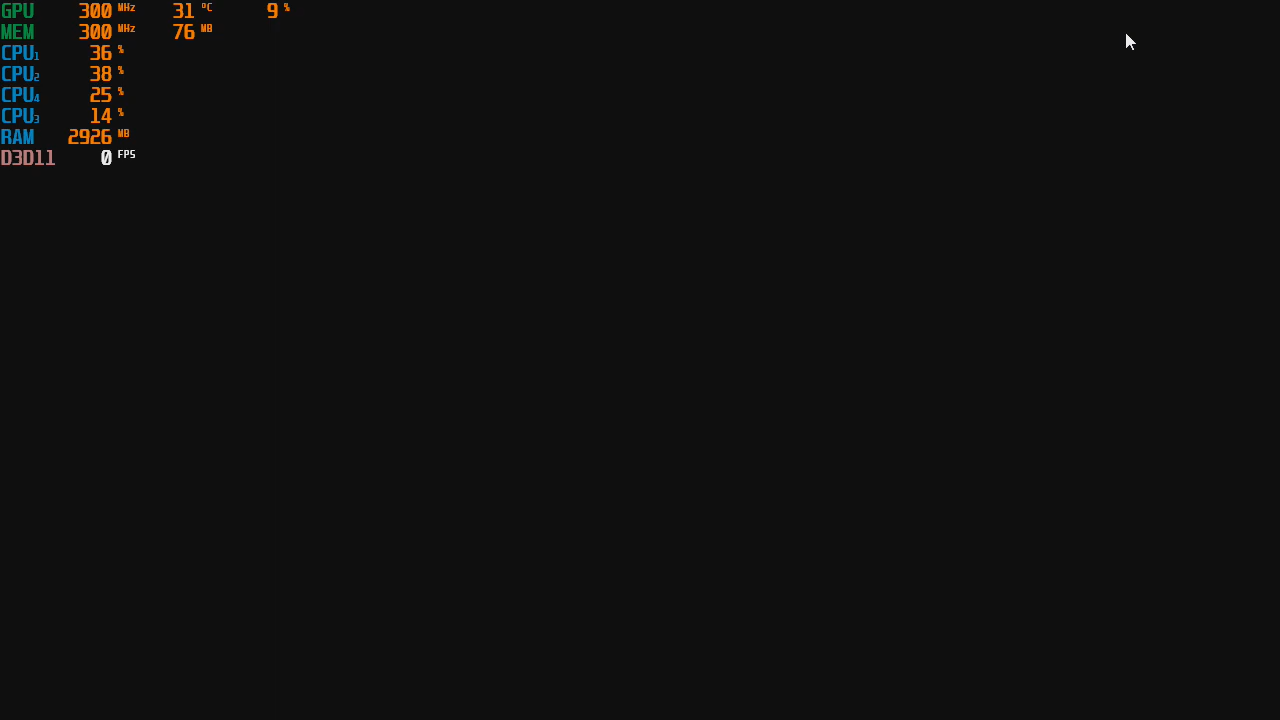 GPU 300 MHz 31 °C 9 %
MEM 300 MHz 76 MB
CPU1 36 %
CPU2 38 %
CPU4 25 %
CPU3 14 %
RAM 2926 MB
D3D11 0 FPS